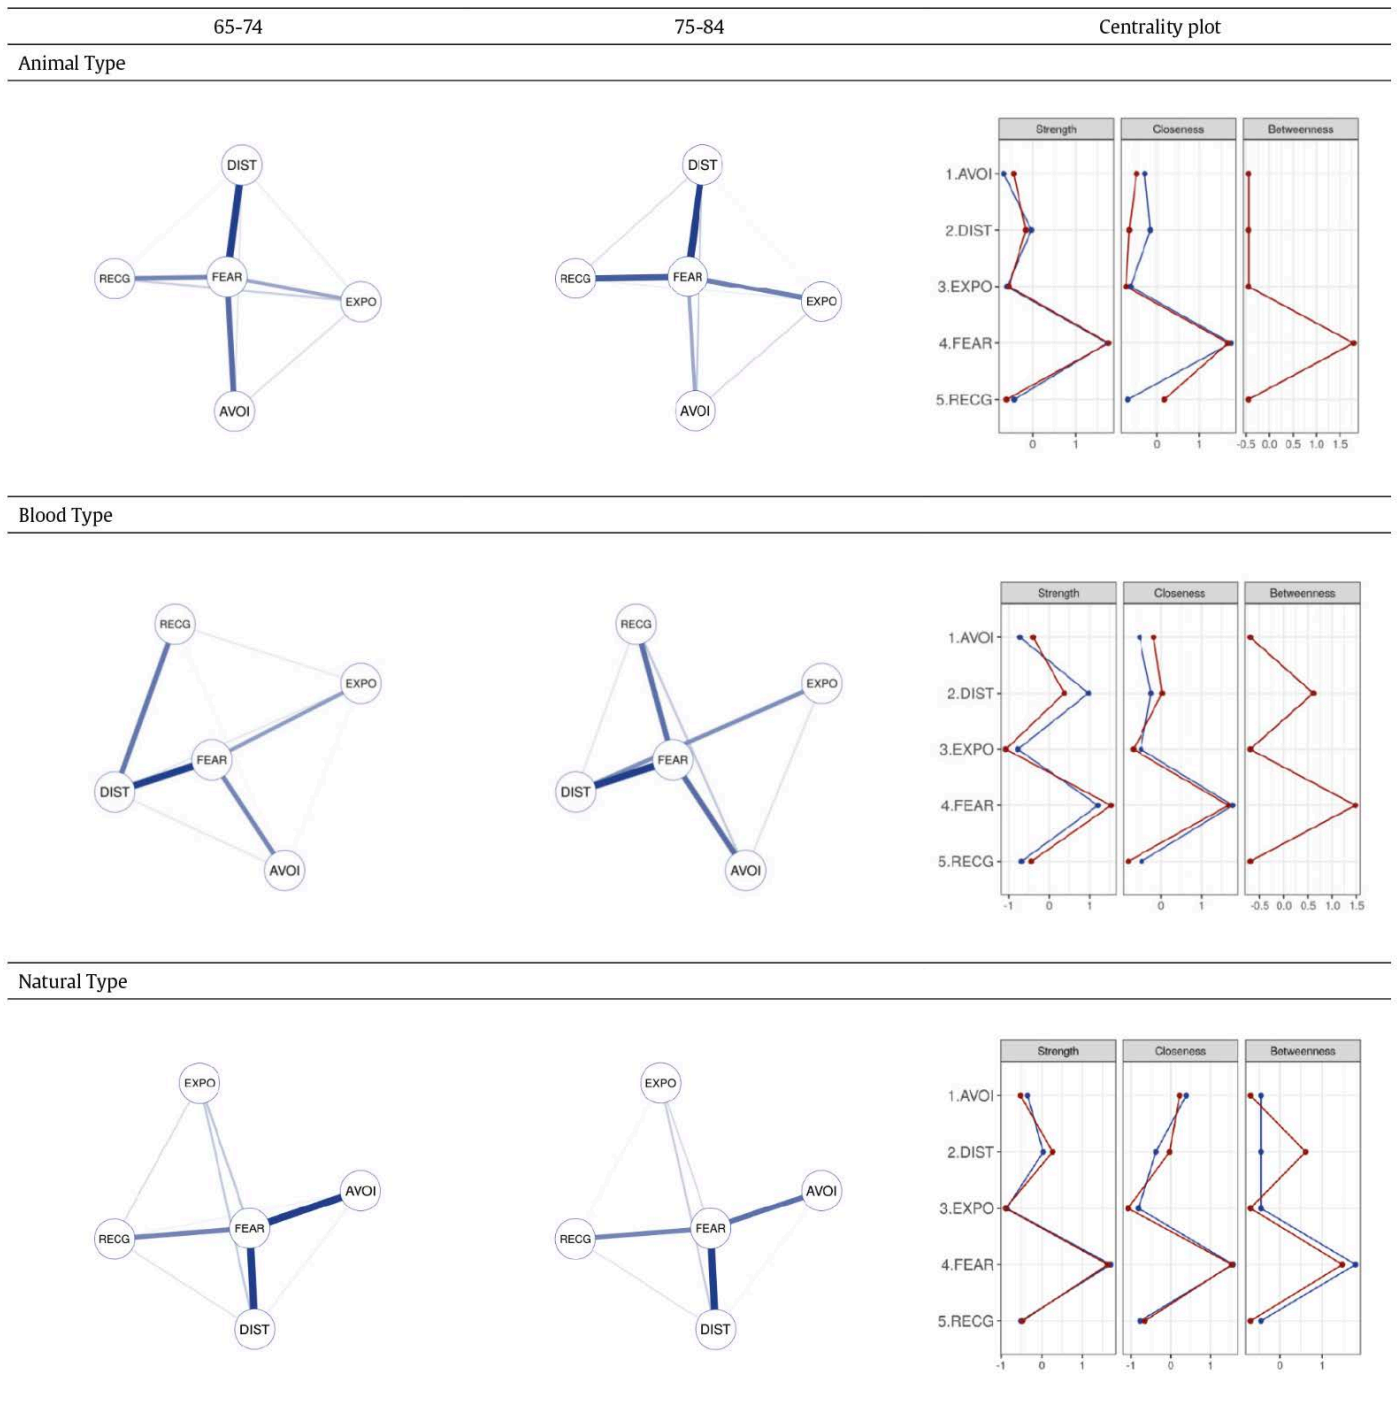 65-74 75-84 Centrality plot
Animal Type
DIST
RECG
FEAR
EXPO
AVOI
DIST
RECG
FEAR
EXPO
AVOI
Strength Closeness Betweenness
1.AVOI
2.DIST
3.EXPO
4.FEAR
5.RECG
0 1 0 1 -0.5 0.0 0.5 1.0 1.5
Blood Type
RECG
EXPO
FEAR
DIST
AVOI
RECG
EXPO
FEAR
DIST
AVOI
Strength Closeness Betweenness
1.AVOI
2.DIST
3.EXPO
4.FEAR
5.RECG
-1 0 1 0 1 -0.5 0.0 0.5 1.0 1.5
Natural Type
EXPO
AVOI
FEAR
RECG
DIST
EXPO
AVOI
FEAR
RECG
DIST
Strength Closeness Betweenness
1.AVOI
2.DIST
3.EXPO
4.FEAR
5.RECG
-1 0 1 -1 0 1 0 1